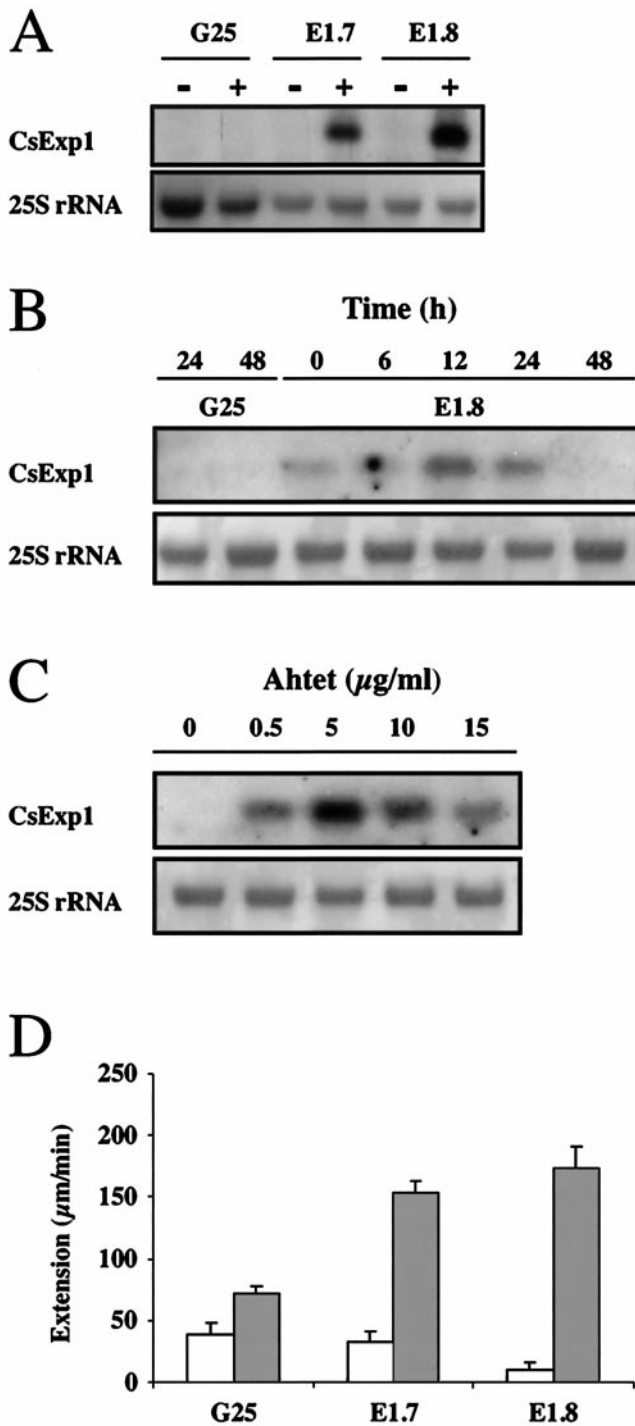 A
G25 E1.7 E1.8
- + - + - +
CsExp1
25S rRNA
B
Time (h)
24 48 0 6 12 24 48
G25 E1.8
CsExp1
25S rRNA
C
Ahtet (µg/ml)
0 0.5 5 10 15
CsExp1
25S rRNA
D
250
200
150
100
50
0
Extension (µm/min)
G25 E1.7 E1.8